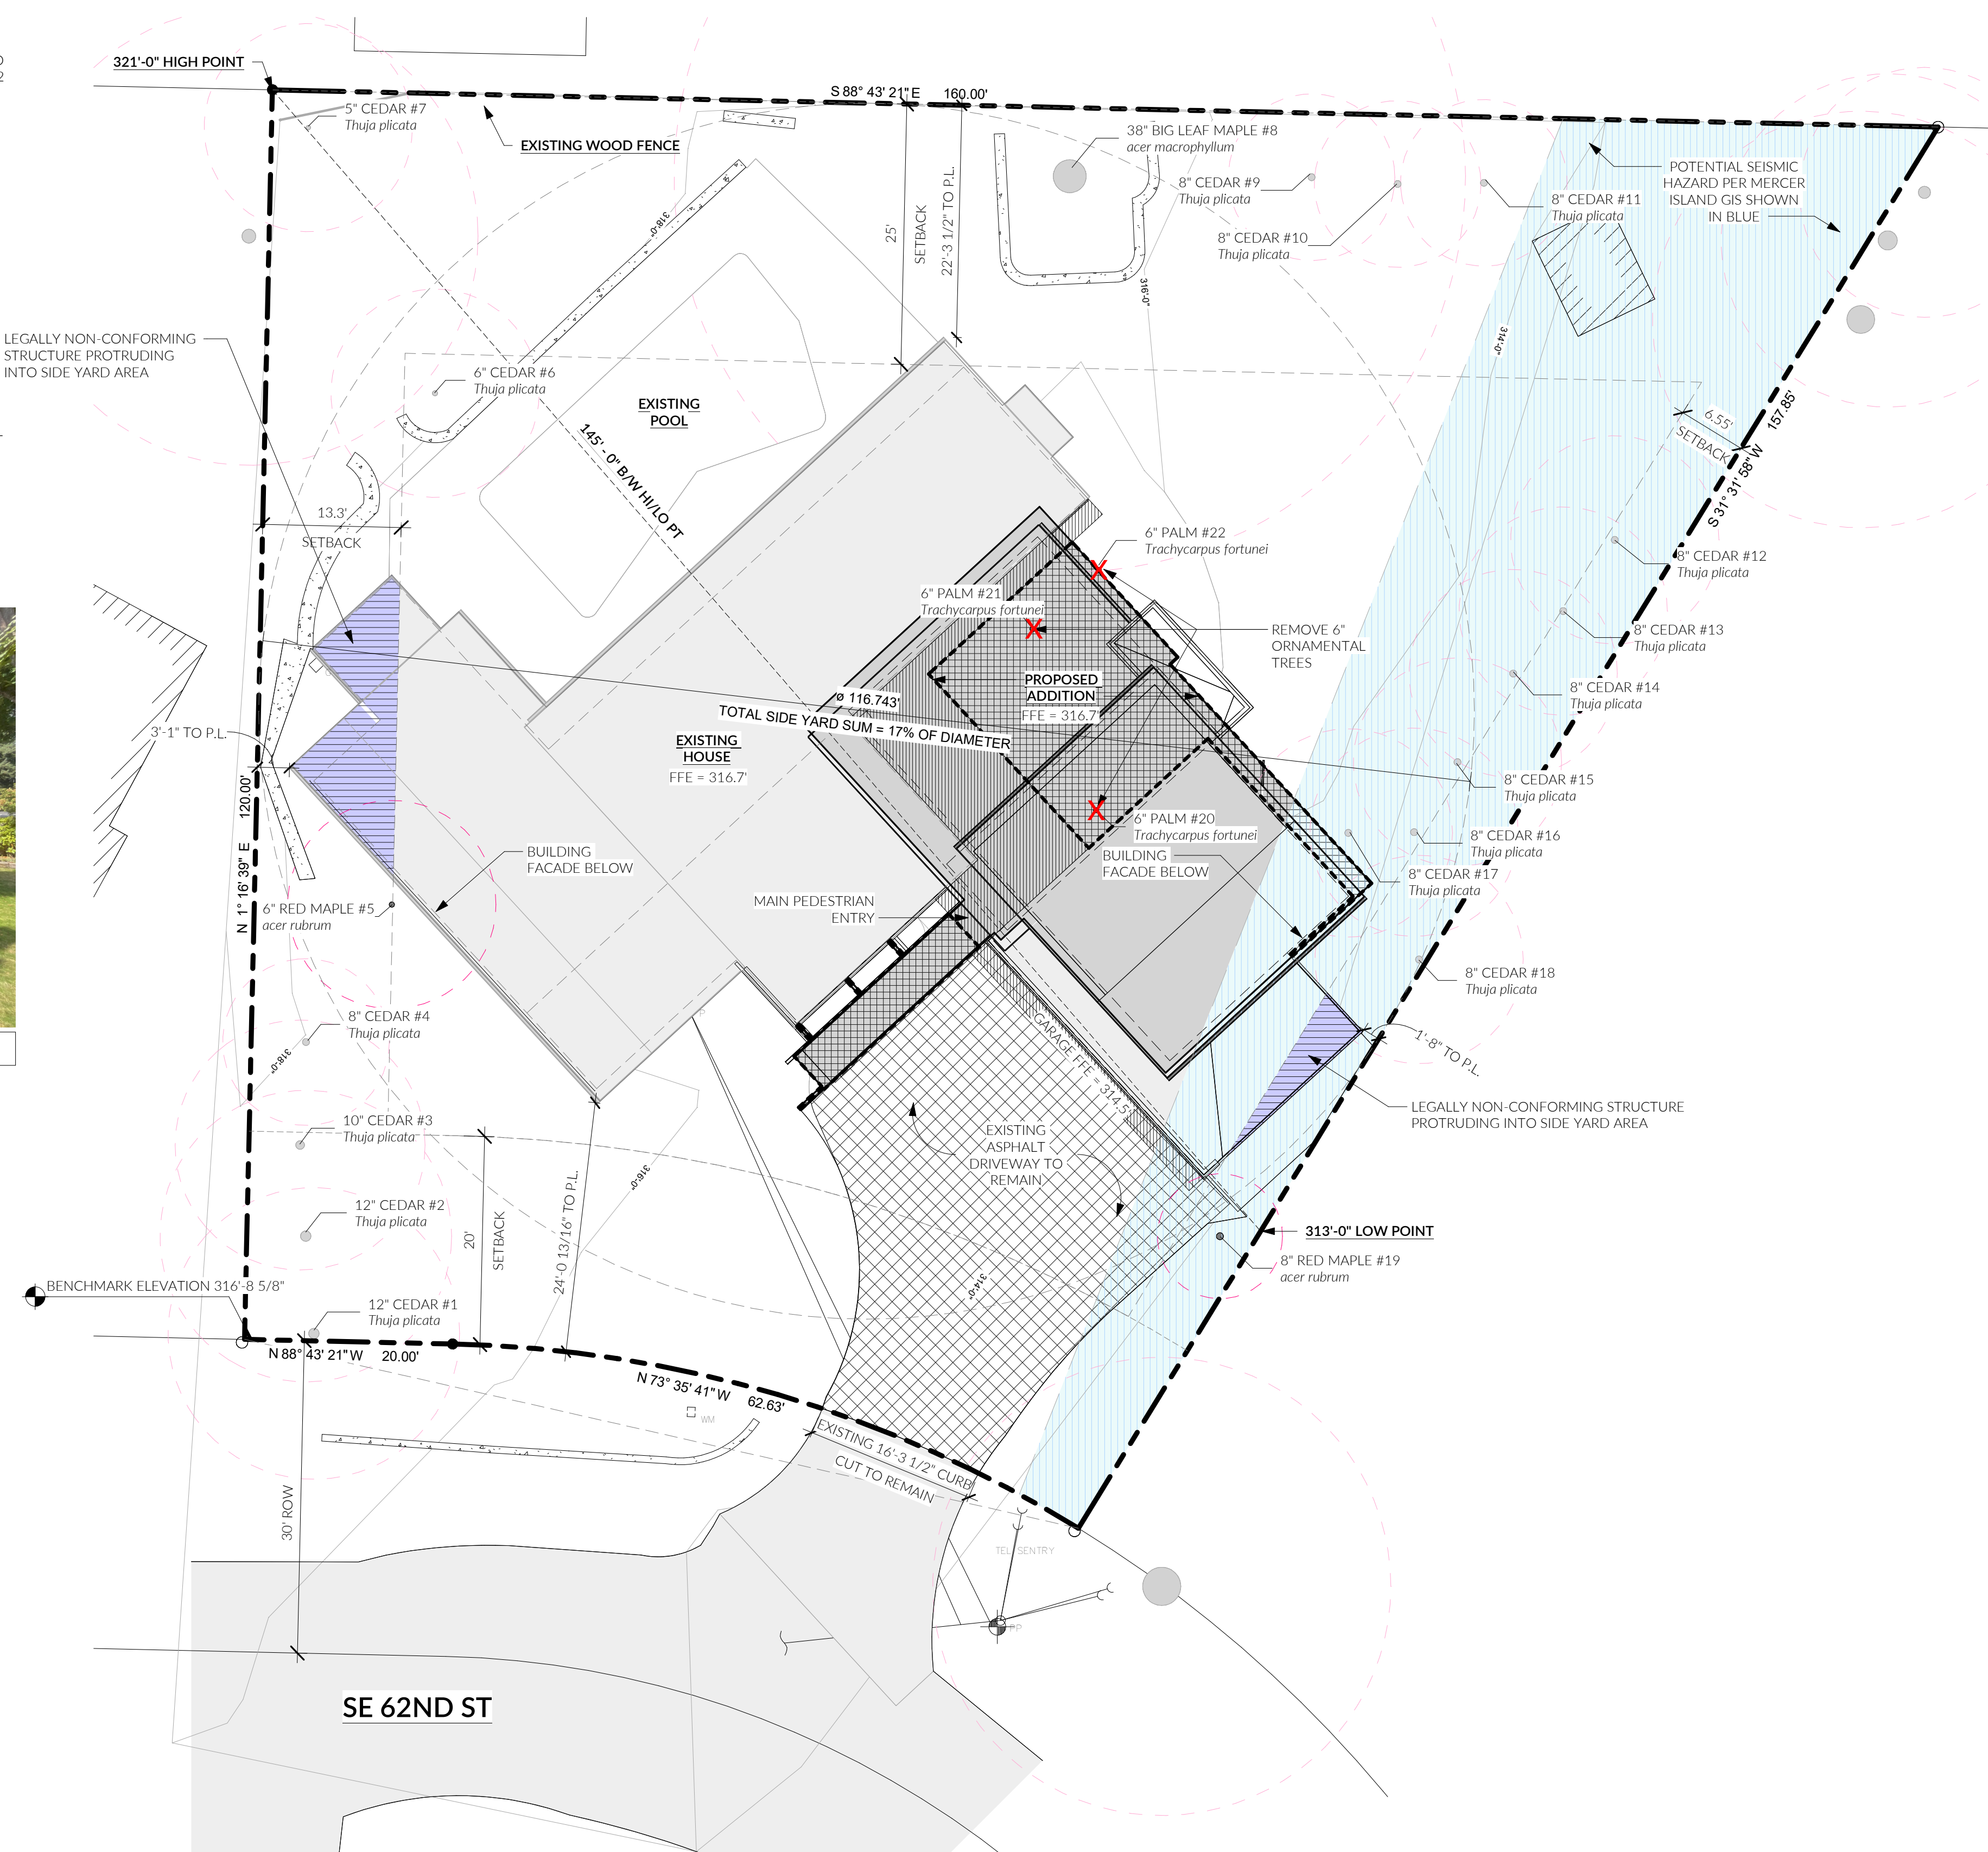 321'-0" HIGH POINT
5" CEDAR #7
Thuja plicata
EXISTING WOOD FENCE
S 88° 43' 21" E 160.00'
38" BIG LEAF MAPLE #8
acer macrophyllum
8" CEDAR #9
Thuja plicata
8" CEDAR #10
Thuja plicata
8" CEDAR #11
Thuja plicata
POTENTIAL SEISMIC
HAZARD PER MERCER
ISLAND GIS SHOWN
IN BLUE
318'-0"
25'
SETBACK
22'-3 1/2" TO P.L.
316'-0"
314'-0"
LEGALLY NON-CONFORMING
STRUCTURE PROTRUDING
INTO SIDE YARD AREA
6" CEDAR #6
Thuja plicata
EXISTING
POOL
145' - 0" B/W HI/LO PT
6.55'
SETBACK
S 31° 31' 58" W 157.85'
13.3'
SETBACK
6" PALM #22
Trachycarpus fortunei
8" CEDAR #12
Thuja plicata
6" PALM #21
Trachycarpus fortunei
REMOVE 6"
ORNAMENTAL
TREES
8" CEDAR #13
Thuja plicata
PROPOSED
ADDITION
FFE = 316.7'
8" CEDAR #14
Thuja plicata
ø 116.743'
TOTAL SIDE YARD SUM = 17% OF DIAMETER
3'-1" TO P.L.
EXISTING
HOUSE
FFE = 316.7'
8" CEDAR #15
Thuja plicata
N 1° 16' 39" E 120.00'
6" PALM #20
Trachycarpus fortunei
8" CEDAR #16
Thuja plicata
BUILDING
FACADE BELOW
BUILDING
FACADE BELOW
8" CEDAR #17
Thuja plicata
MAIN PEDESTRIAN
ENTRY
6" RED MAPLE #5
acer rubrum
8" CEDAR #18
Thuja plicata
8" CEDAR #4
Thuja plicata
318'-0"
GARAGE FFE = 314.5'
1'-8" TO P.L.
10" CEDAR #3
Thuja plicata
EXISTING
ASPHALT
DRIVEWAY TO
REMAIN
LEGALLY NON-CONFORMING STRUCTURE
PROTRUDING INTO SIDE YARD AREA
316'-0"
12" CEDAR #2
Thuja plicata
20'
SETBACK
24'-0 13/16" TO P.L.
313'-0" LOW POINT
8" RED MAPLE #19
acer rubrum
BENCHMARK ELEVATION 316'-8 5/8"
314'-0"
12" CEDAR #1
Thuja plicata
N 88° 43' 21" W 20.00'
N 73° 35' 41" W 62.63'
WM
EXISTING 16'-3 1/2" CURB
CUT TO REMAIN
30' ROW
TEL SENTRY
PP
SE 62ND ST